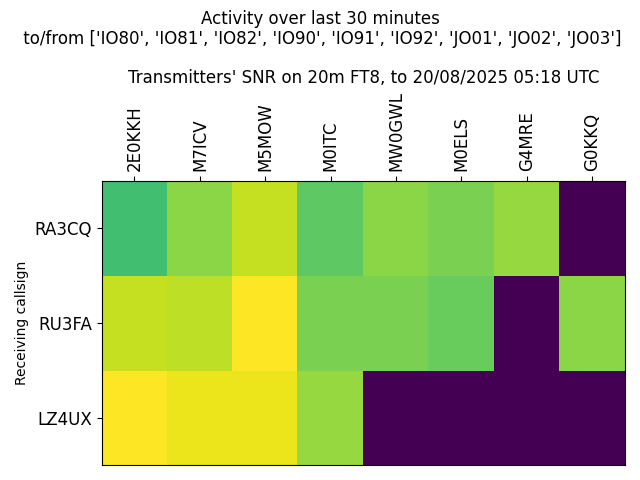 Activity over last 30 minutes
to/from ['IO80', 'IO81', 'IO82', 'IO90', 'IO91', 'IO92', 'JO01', 'JO02', 'JO03']
Transmitters' SNR on 20m FT8, to 20/08/2025 05:18 UTC
2E0KKH
M7ICV
M5MOW
M0ITC
MW0GWL
M0ELS
G4MRE
G0KKQ
Receiving callsign
RA3CQ
RU3FA
LZ4UX